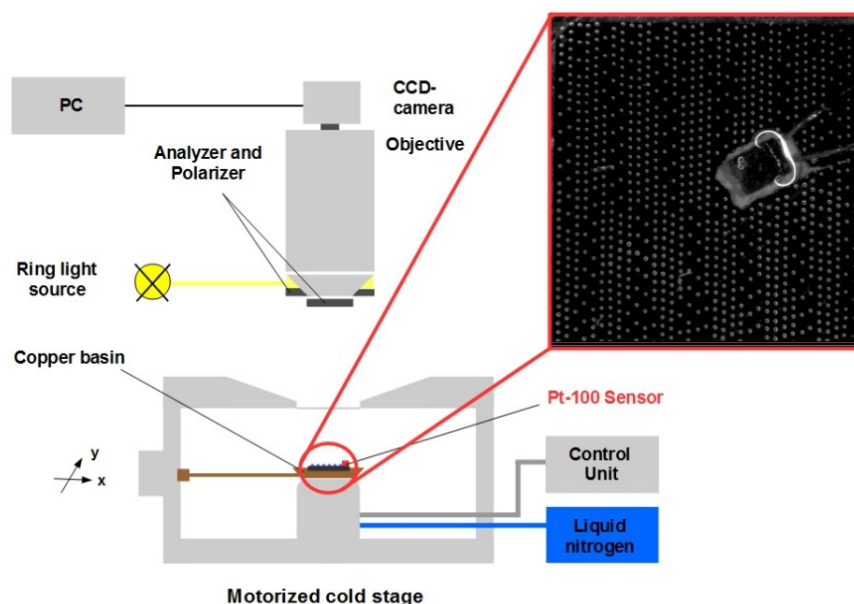 PC
CCD-
camera
Objective
Analyzer and
Polarizer
Ring light
source
Copper basin
Pt-100 Sensor
y
x
Control
Unit
Liquid
nitrogen
Motorized cold stage